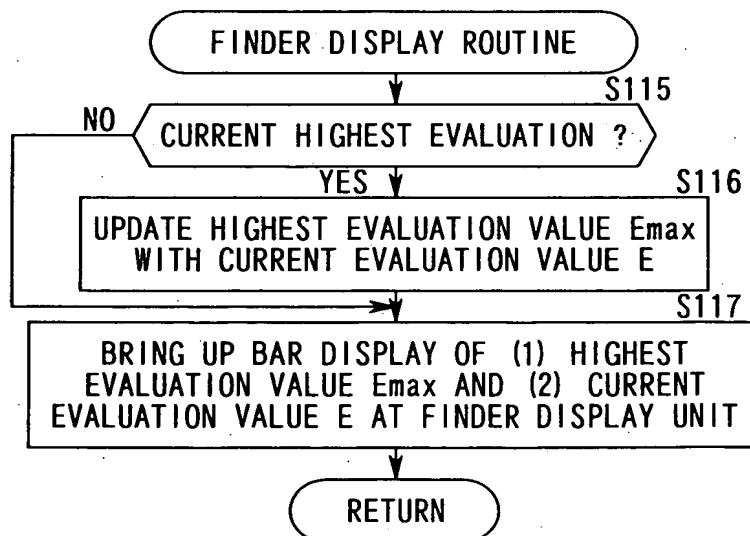 FINDER DISPLAY ROUTINE
S115
NO
CURRENT HIGHEST EVALUATION ?
YES
S116
UPDATE HIGHEST EVALUATION VALUE Emax
WITH CURRENT EVALUATION VALUE E
S117
BRING UP BAR DISPLAY OF (1) HIGHEST
EVALUATION VALUE Emax AND (2) CURRENT
EVALUATION VALUE E AT FINDER DISPLAY UNIT
RETURN